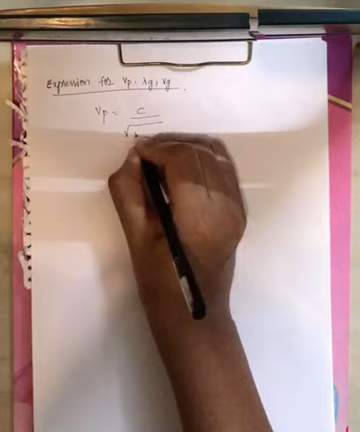 Expression for Vp, λg, Vg.
Vp = C
√